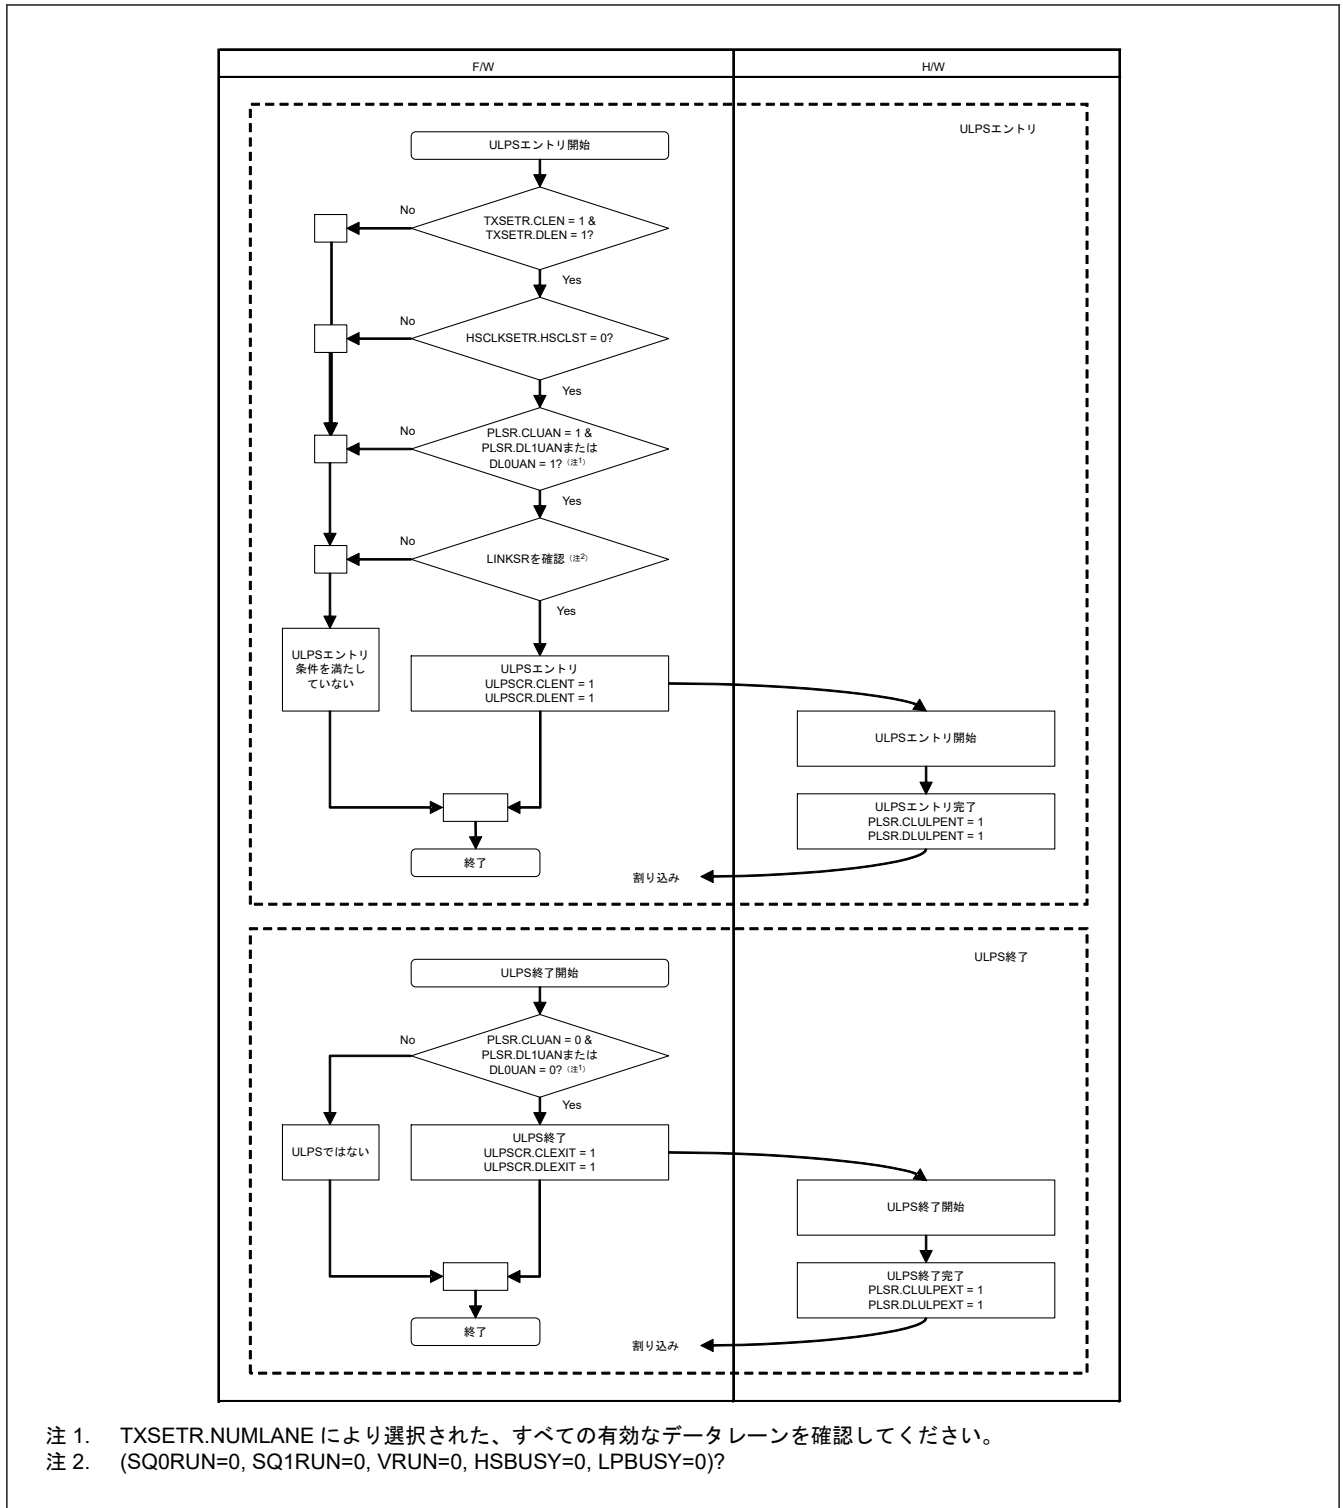 F/W
H/W
ULPSエントリ
ULPSエントリ開始
No
TXSETR.CLEN = 1 &
TXSETR.DLEN = 1?
Yes
No
HSCLKSETR.HSCLST = 0?
Yes
No
PLSR.CLUAN = 1 &
PLSR.DL1UANまたは
DL0UAN = 1? (注1)
Yes
No
LINKSRを確認 (注2)
Yes
ULPSエントリ
条件を満たし
ていない
ULPSエントリ
ULPSCR.CLENT = 1
ULPSCR.DLENT = 1
ULPSエントリ開始
ULPSエントリ完了
PLSR.CLULPENT = 1
PLSR.DLULPENT = 1
終了
割り込み
ULPS終了
ULPS終了開始
No
PLSR.CLUAN = 0 &
PLSR.DL1UANまたは
DL0UAN = 0? (注1)
Yes
ULPSではない
ULPS終了
ULPSCR.CLEXIT = 1
ULPSCR.DLEXIT = 1
ULPS終了開始
ULPS終了完了
PLSR.CLULPEXT = 1
PLSR.DLULPEXT = 1
終了
割り込み
注 1. TXSETR.NUMLANE により選択された、すべての有効なデータレーンを確認してください。
注 2. (SQ0RUN=0, SQ1RUN=0, VRUN=0, HSBUSY=0, LPBUSY=0)?